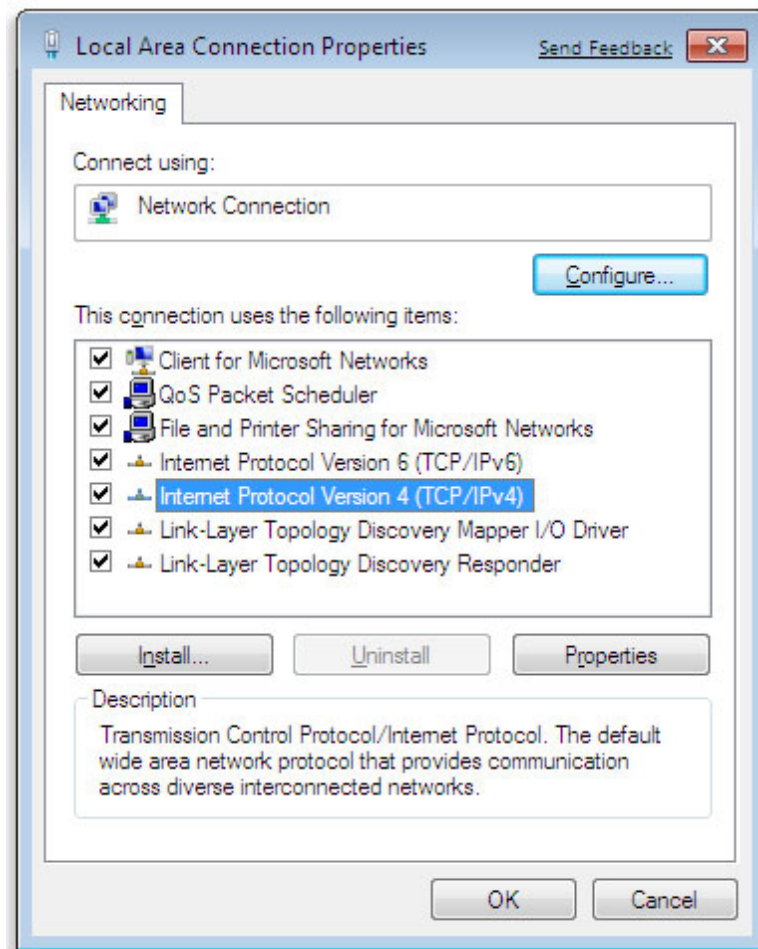 Local Area Connection Properties Send Feedback
Networking
Connect using:
Network Connection
Configure...
This connection uses the following items:
Client for Microsoft Networks
QoS Packet Scheduler
File and Printer Sharing for Microsoft Networks
Internet Protocol Version 6 (TCP/IPv6)
Internet Protocol Version 4 (TCP/IPv4)
Link-Layer Topology Discovery Mapper I/O Driver
Link-Layer Topology Discovery Responder
Install... Uninstall Properties
Description
Transmission Control Protocol/Internet Protocol. The default
wide area network protocol that provides communication
across diverse interconnected networks.
OK Cancel